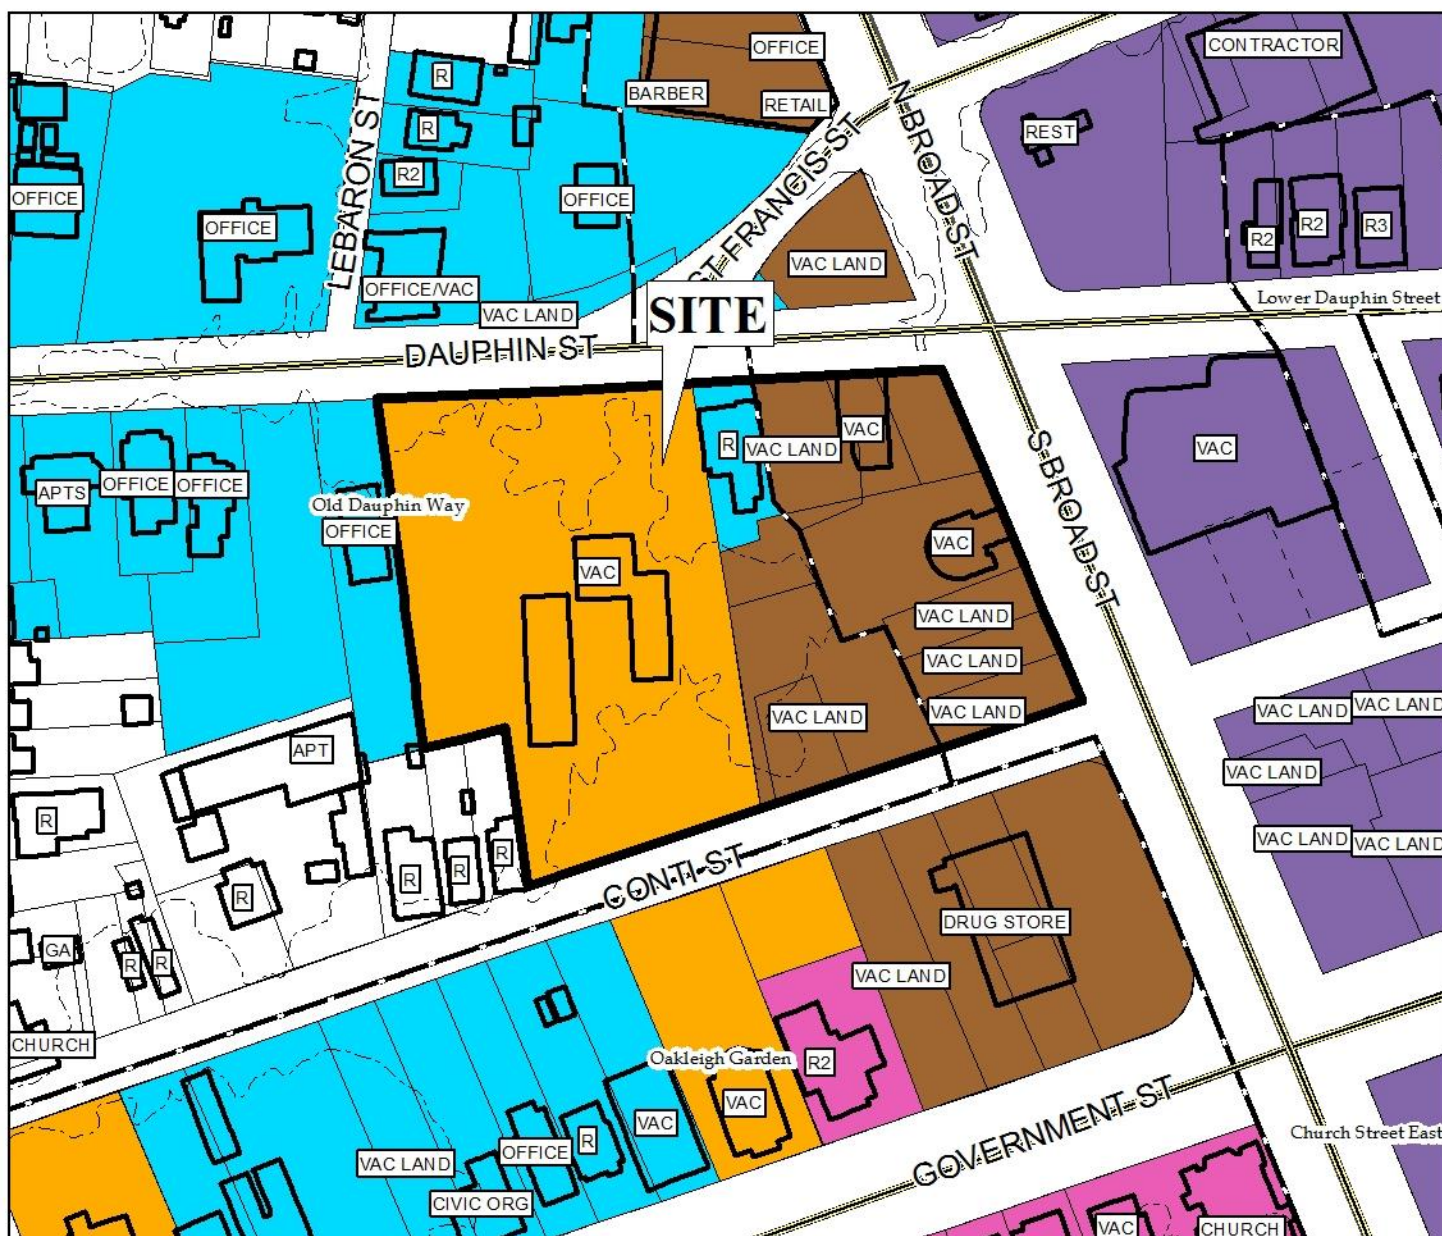 OFFICE
CONTRACTOR
R
BARBER
RETAIL
R
REST
N BROAD ST
LEBARON ST
ST FRANCIS ST
R2
OFFICE
OFFICE
OFFICE
R2
R2
R3
VAC LAND
OFFICE/VAC
VAC LAND
Lower Dauphin Street
SITE
DAUPHIN ST
R
VAC LAND
VAC
VAC
S BROAD ST
APTS
OFFICE
OFFICE
Old Dauphin Way
OFFICE
VAC
VAC
VAC LAND
VAC LAND
VAC LAND
VAC LAND
VAC LAND
VAC LAND
APT
VAC LAND
R
VAC LAND
VAC LAND
R
R
R
R
CONTI ST
DRUG STORE
GA
R
R
VAC LAND
CHURCH
Oakleigh Garden
R2
VAC
VAC
GOVERNMENT ST
Church Street East
R
OFFICE
VAC LAND
CIVIC ORG
VAC
CHURCH